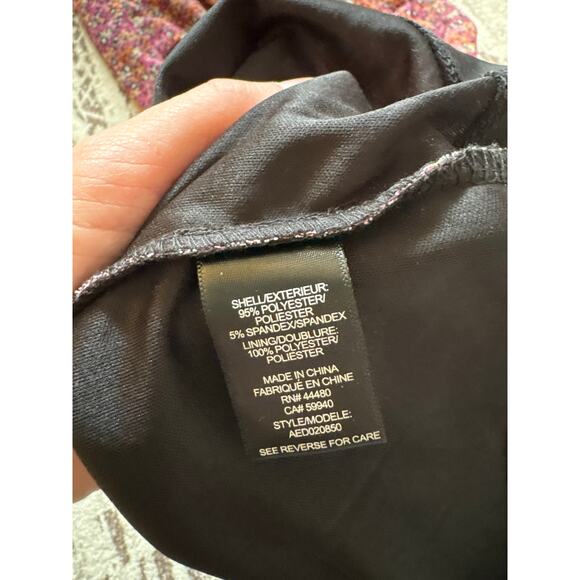 SHELL/EXTERIEUR:
95% POLYESTER/
POLIESTER
5% SPANDEX/SPANDEX
LINING/DOUBLURE:
100% POLYESTER/
POLIESTER
MADE IN CHINA
FABRIQUÉ EN CHINE
RN# 44480
CA# 59940
STYLE/MODELE:
AED020850
SEE REVERSE FOR CARE